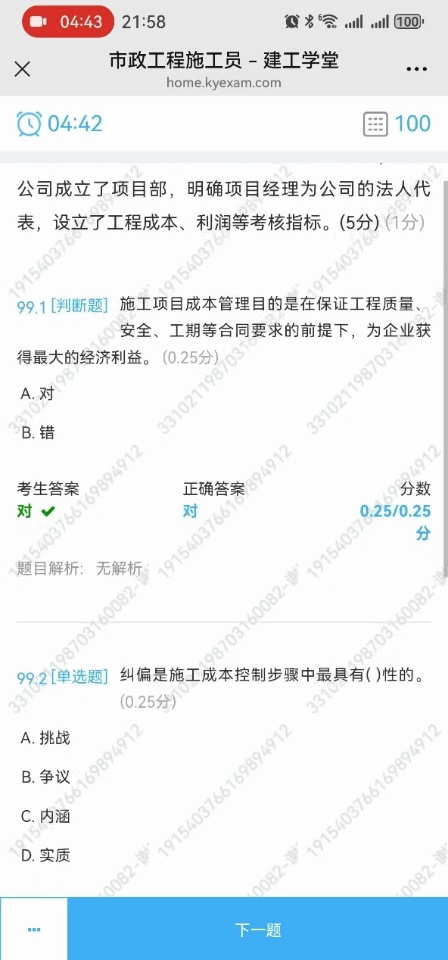 04:43 21:58 100
市政工程施工员 – 建工学堂
home.kyexam.com
04:42 100
公司成立了项目部，明确项目经理为公司的法人代
表，设立了工程成本、利润等考核指标。(5分) (1分)
99.1 [判断题] 施工项目成本管理目的是在保证工程质量、
安全、工期等合同要求的前提下，为企业获
得最大的经济利益。 (0.25分)
A. 对
B. 错
考生答案 正确答案 分数
对 对 0.25/0.25
分
题目解析: 无解析
99.2 [单选题] 纠偏是施工成本控制步骤中最具有( )性的。
(0.25分)
A. 挑战
B. 争议
C. 内涵
D. 实质
下一题